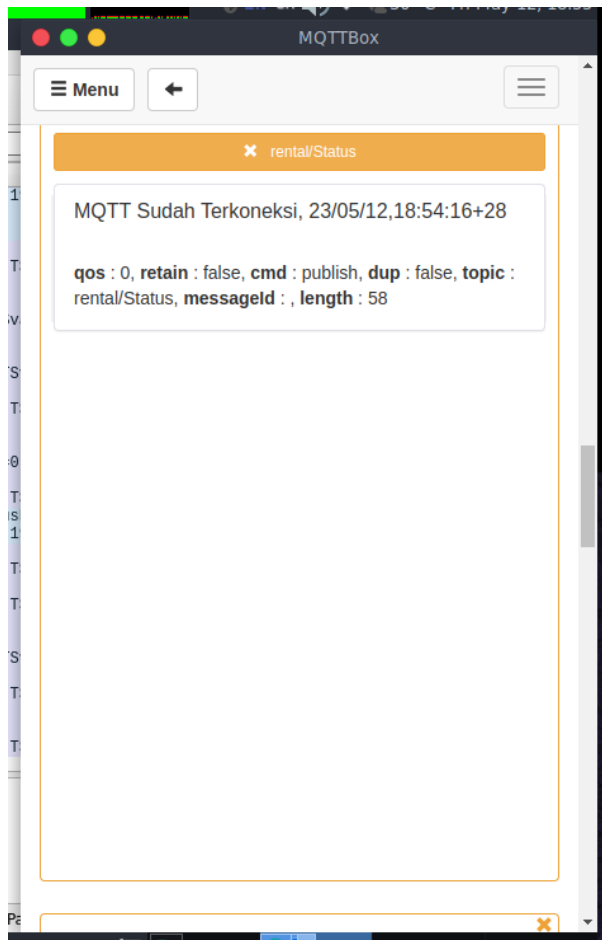 MQTTBox
☰ Menu
✖ rental/Status
MQTT Sudah Terkoneksi, 23/05/12,18:54:16+28
qos : 0, retain : false, cmd : publish, dup : false, topic :
rental/Status, messageId : , length : 58